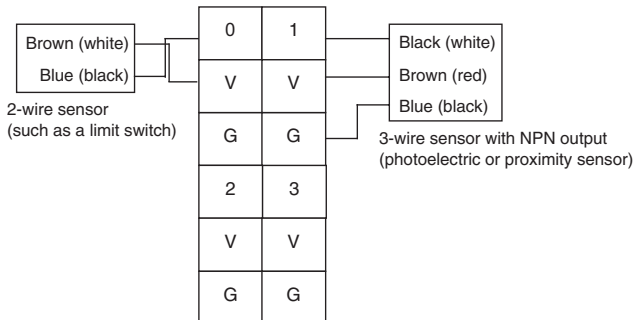 Brown (white)
Blue (black)
2-wire sensor
(such as a limit switch)
0 1
V V
G G
2 3
V V
G G
Black (white)
Brown (red)
Blue (black)
3-wire sensor with NPN output
(photoelectric or proximity sensor)